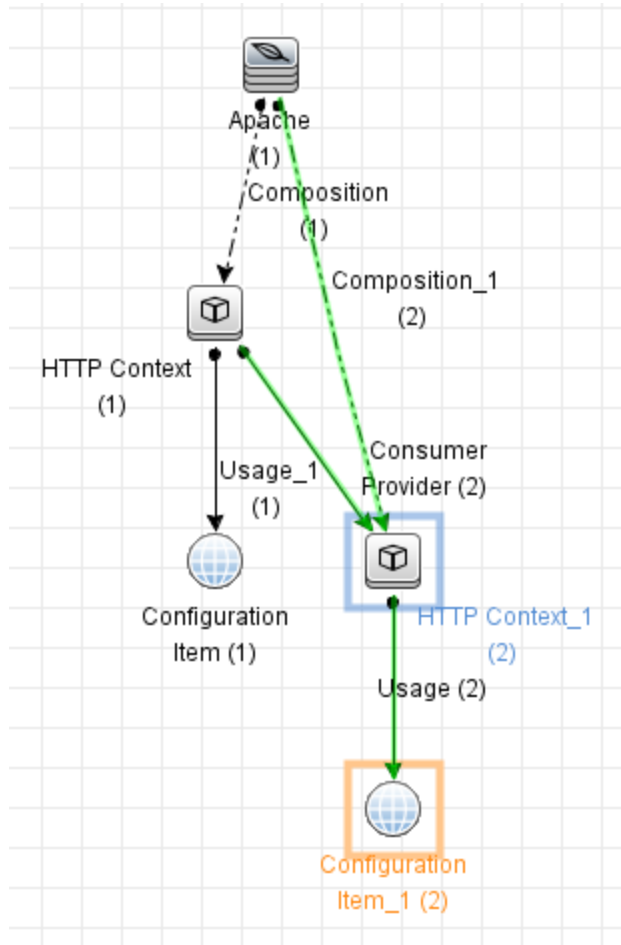 Apache
(1)
Composition
(1)
Composition_1
(2)
HTTP Context
(1)
Consumer
Provider (2)
Usage_1
(1)
Configuration
Item (1)
HTTP Context_1
(2)
Usage (2)
Configuration
Item_1 (2)